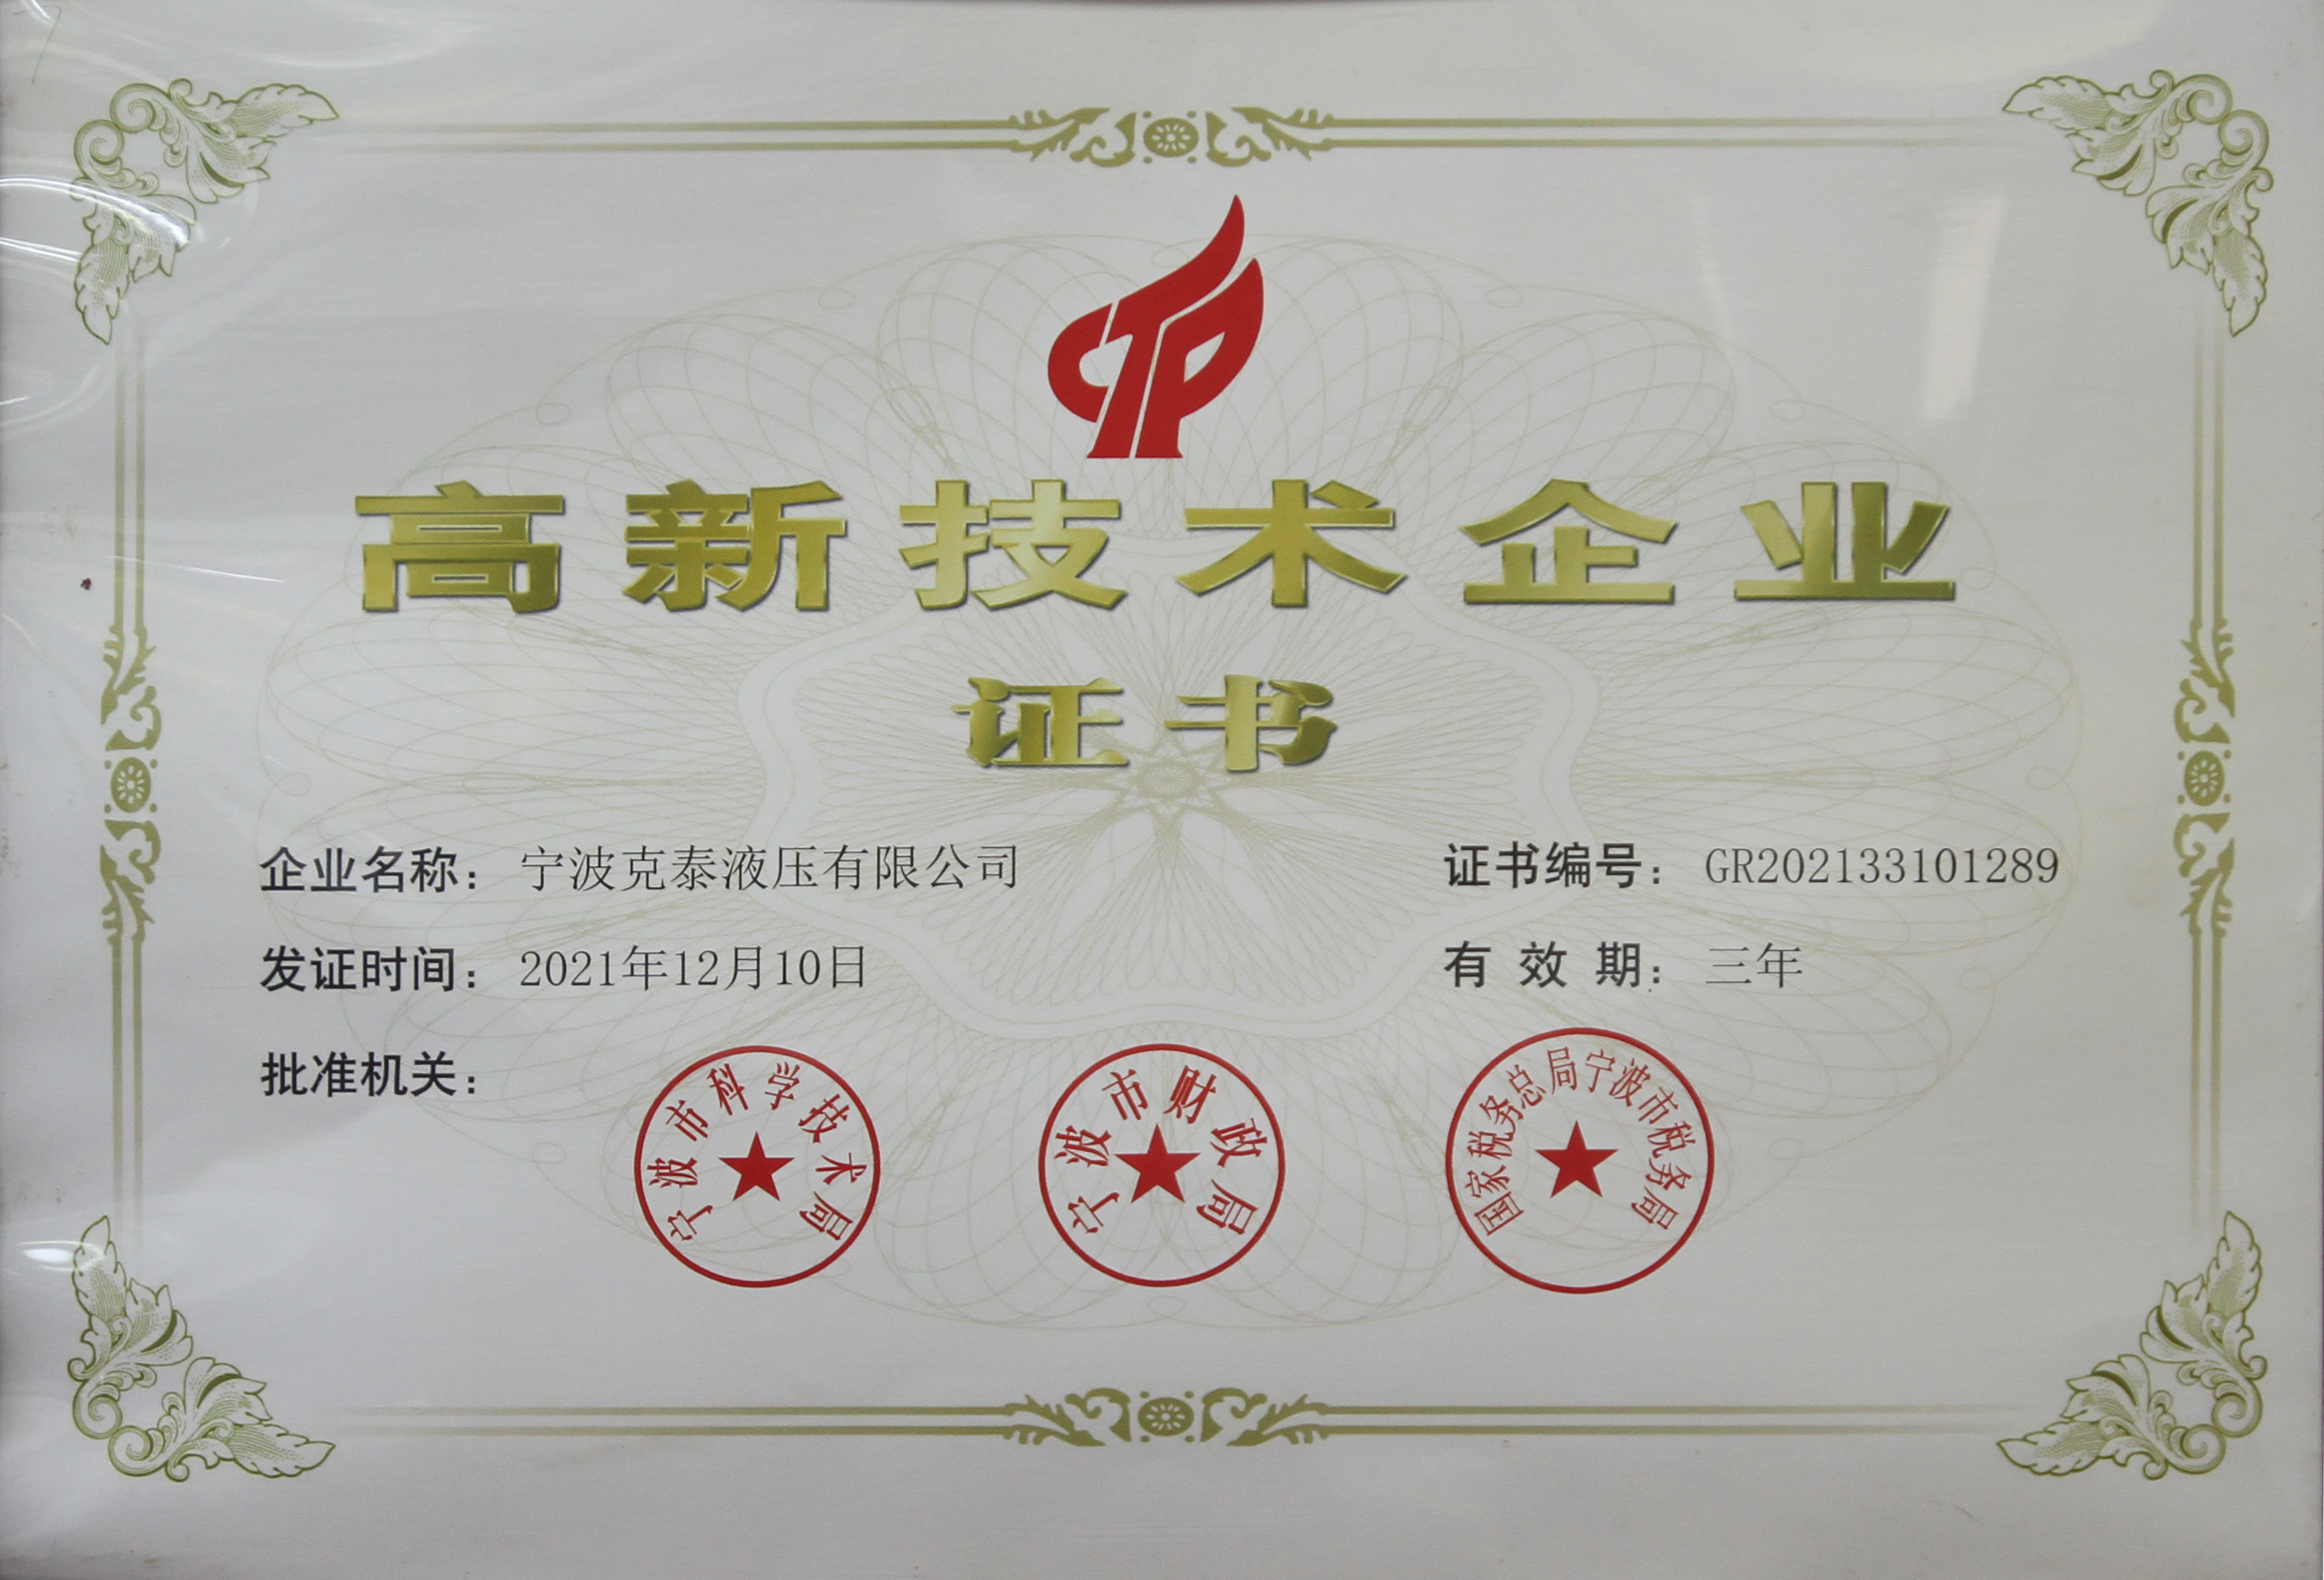 高新技术企业
证书
企业名称： 宁波克泰液压有限公司
证书编号： GR202133101289
发证时间： 2021年12月10日
有 效 期： 三年
批准机关：
宁波市科学技术局
宁波市财政局
国家税务总局宁波市税务局